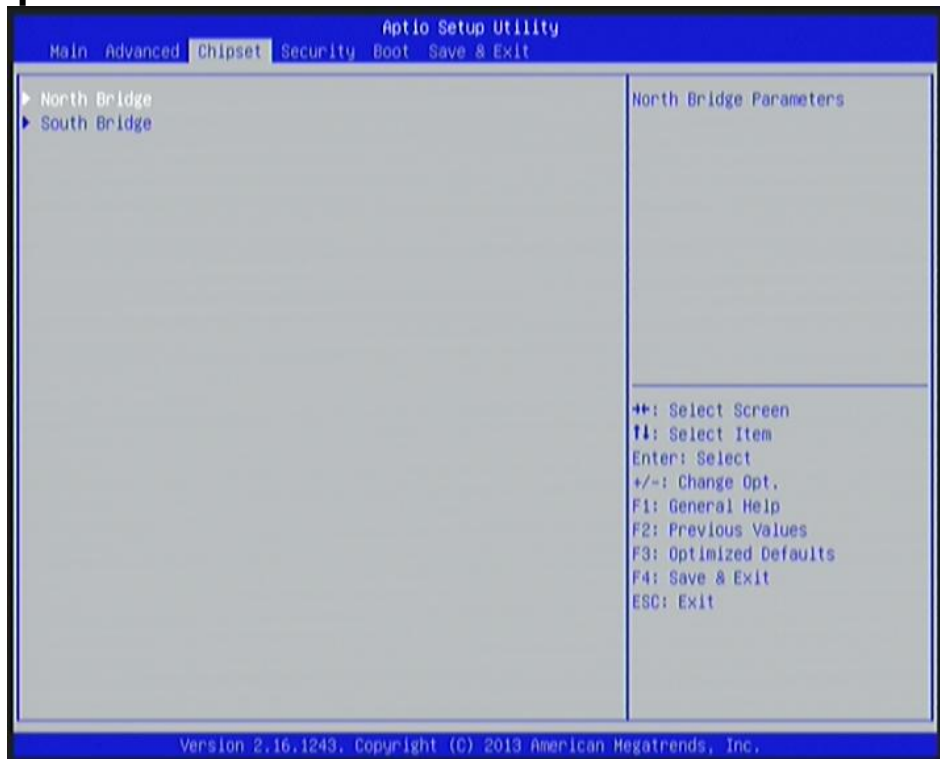 Aptio Setup Utility
Main Advanced Chipset Security Boot Save & Exit
North Bridge
South Bridge
North Bridge Parameters
→←: Select Screen
↑↓: Select Item
Enter: Select
+/-: Change Opt.
F1: General Help
F2: Previous Values
F3: Optimized Defaults
F4: Save & Exit
ESC: Exit
Version 2.16.1243. Copyright (C) 2013 American Megatrends, Inc.